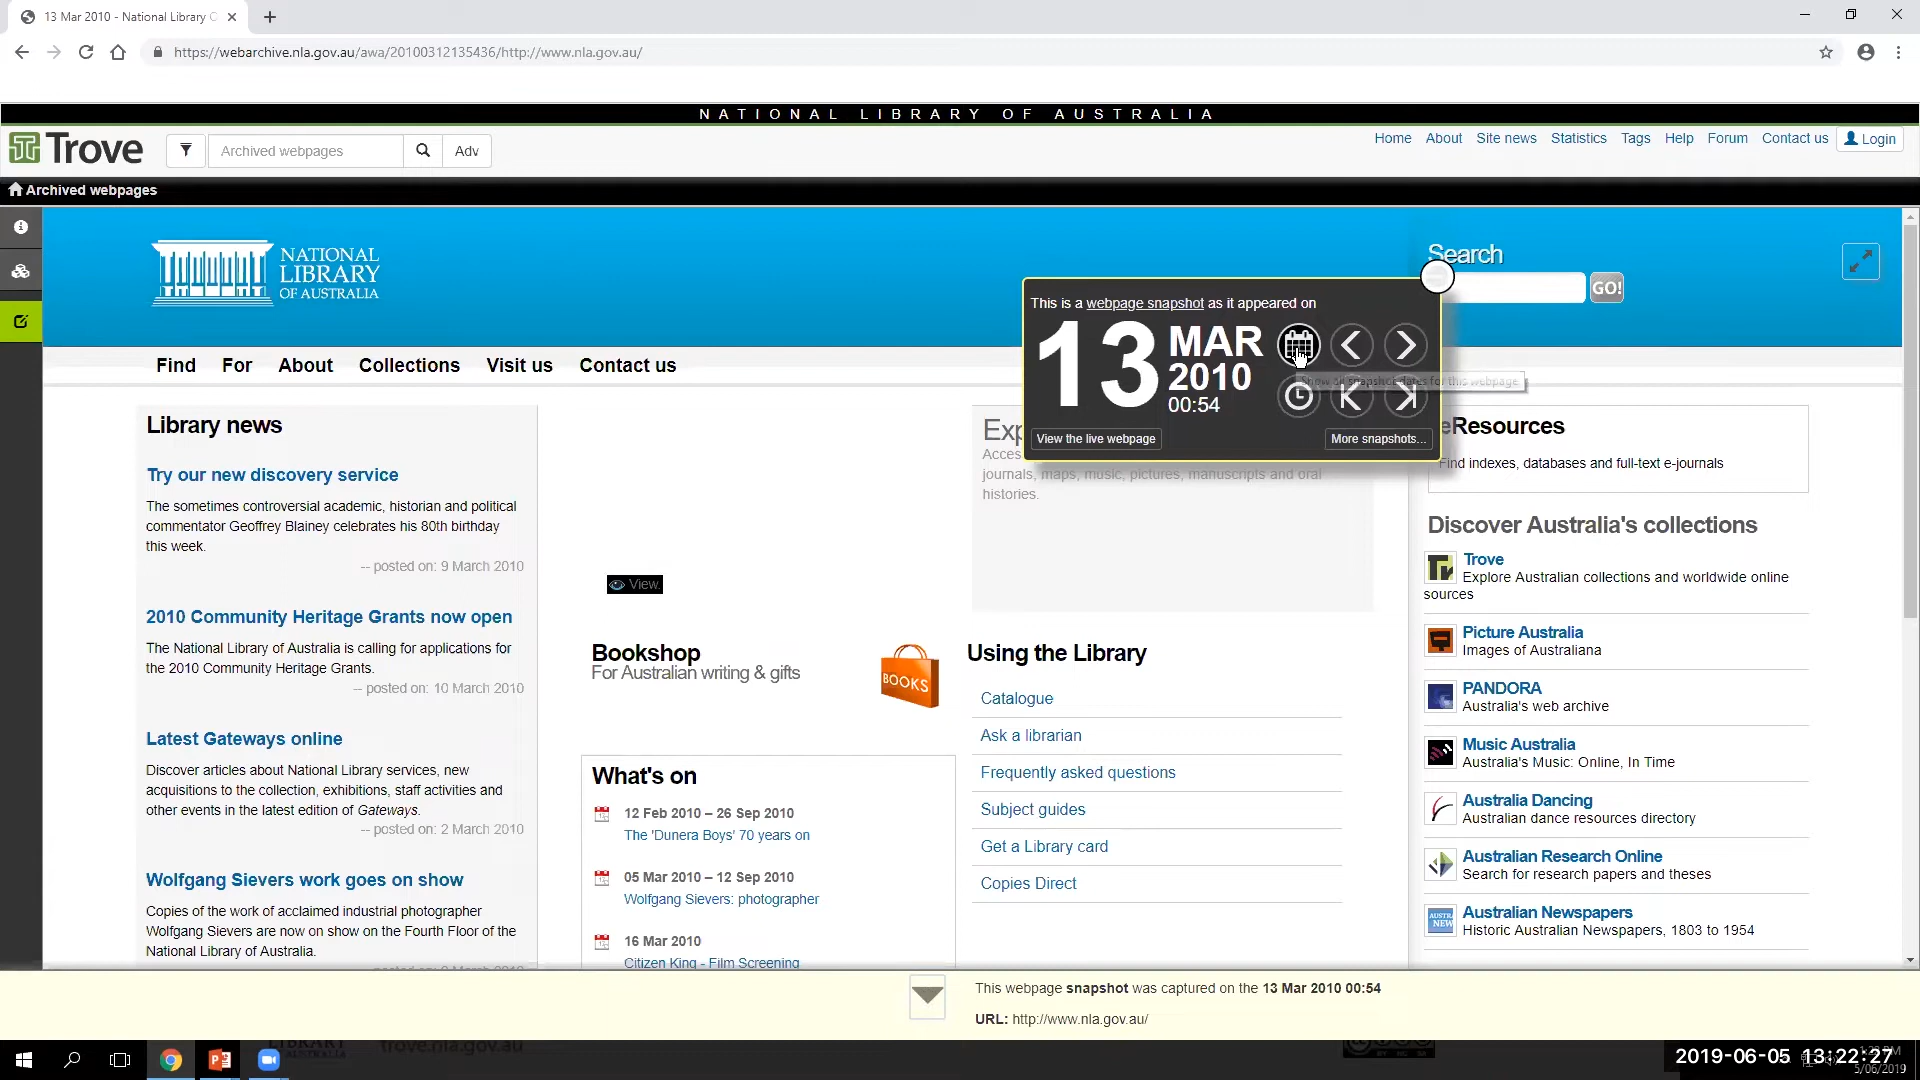 13 Mar 2010 - National Library
https://webarchive.nla.gov.au/awa/20100312135436/http://www.nla.gov.au/
NATIONAL LIBRARY OF AUSTRALIA
Trove
Archived webpages
Adv
Home About Site news Statistics Tags Help Forum Contact us Login
Archived webpages
NATIONAL
LIBRARY
OF AUSTRALIA
Search
GO!
This is a webpage snapshot as it appeared on
13 MAR
2010
00:54
Show all snapshot dates for this webpage
View the live webpage More snapshots...
Find For About Collections Visit us Contact us
Library news
Try our new discovery service
The sometimes controversial academic, historian and political
commentator Geoffrey Blainey celebrates his 80th birthday
this week.
-- posted on: 9 March 2010
2010 Community Heritage Grants now open
The National Library of Australia is calling for applications for
the 2010 Community Heritage Grants.
-- posted on: 10 March 2010
Latest Gateways online
Discover articles about National Library services, new
acquisitions to the collection, exhibitions, staff activities and
other events in the latest edition of Gateways.
-- posted on: 2 March 2010
Wolfgang Sievers work goes on show
Copies of the work of acclaimed industrial photographer
Wolfgang Sievers are now on show on the Fourth Floor of the
National Library of Australia.
View
Bookshop
For Australian writing & gifts
BOOKS
What's on
12 Feb 2010 – 26 Sep 2010
The 'Dunera Boys' 70 years on
05 Mar 2010 – 12 Sep 2010
Wolfgang Sievers: photographer
16 Mar 2010
Citizen King - Film Screening
Exp
Acces
journals, maps, music, pictures, manuscripts and oral
histories.
Using the Library
Catalogue
Ask a librarian
Frequently asked questions
Subject guides
Get a Library card
Copies Direct
eResources
Find indexes, databases and full-text e-journals
Discover Australia's collections
Trove
Explore Australian collections and worldwide online
sources
Picture Australia
Images of Australiana
PANDORA
Australia's web archive
Music Australia
Australia's Music: Online, In Time
Australia Dancing
Australian dance resources directory
Australian Research Online
Search for research papers and theses
Australian Newspapers
Historic Australian Newspapers, 1803 to 1954
This webpage snapshot was captured on the 13 Mar 2010 00:54
URL: http://www.nla.gov.au/
LIBRARY
trove.nla.gov.au
2019-06-05 13:22:27
5/06/2019